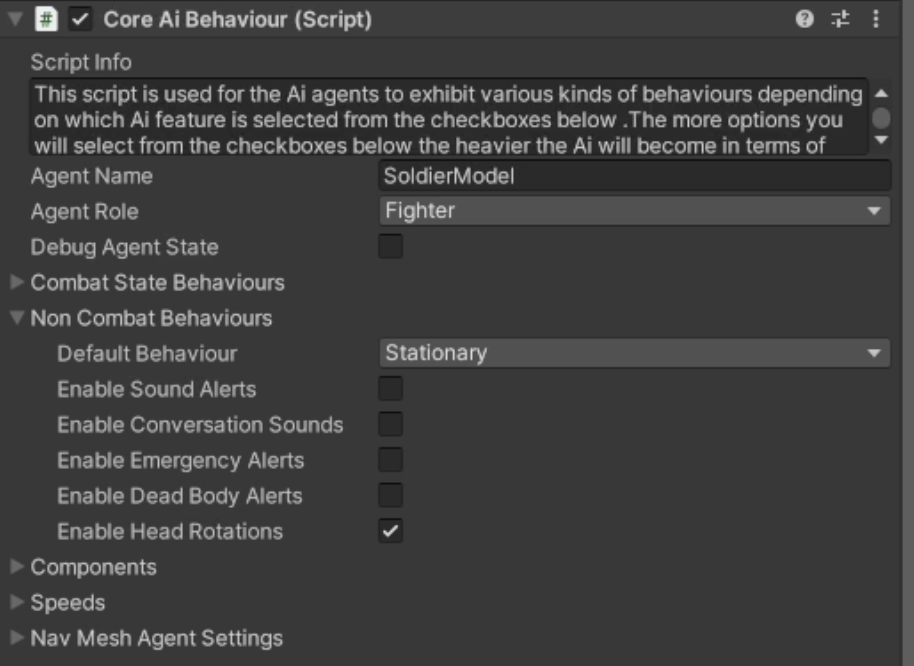 # Core Ai Behaviour (Script)
Script Info
This script is used for the Ai agents to exhibit various kinds of behaviours depending
on which Ai feature is selected from the checkboxes below .The more options you
will select from the checkboxes below the heavier the Ai will become in terms of
Agent Name SoldierModel
Agent Role Fighter
Debug Agent State
Combat State Behaviours
Non Combat Behaviours
Default Behaviour Stationary
Enable Sound Alerts
Enable Conversation Sounds
Enable Emergency Alerts
Enable Dead Body Alerts
Enable Head Rotations
Components
Speeds
Nav Mesh Agent Settings